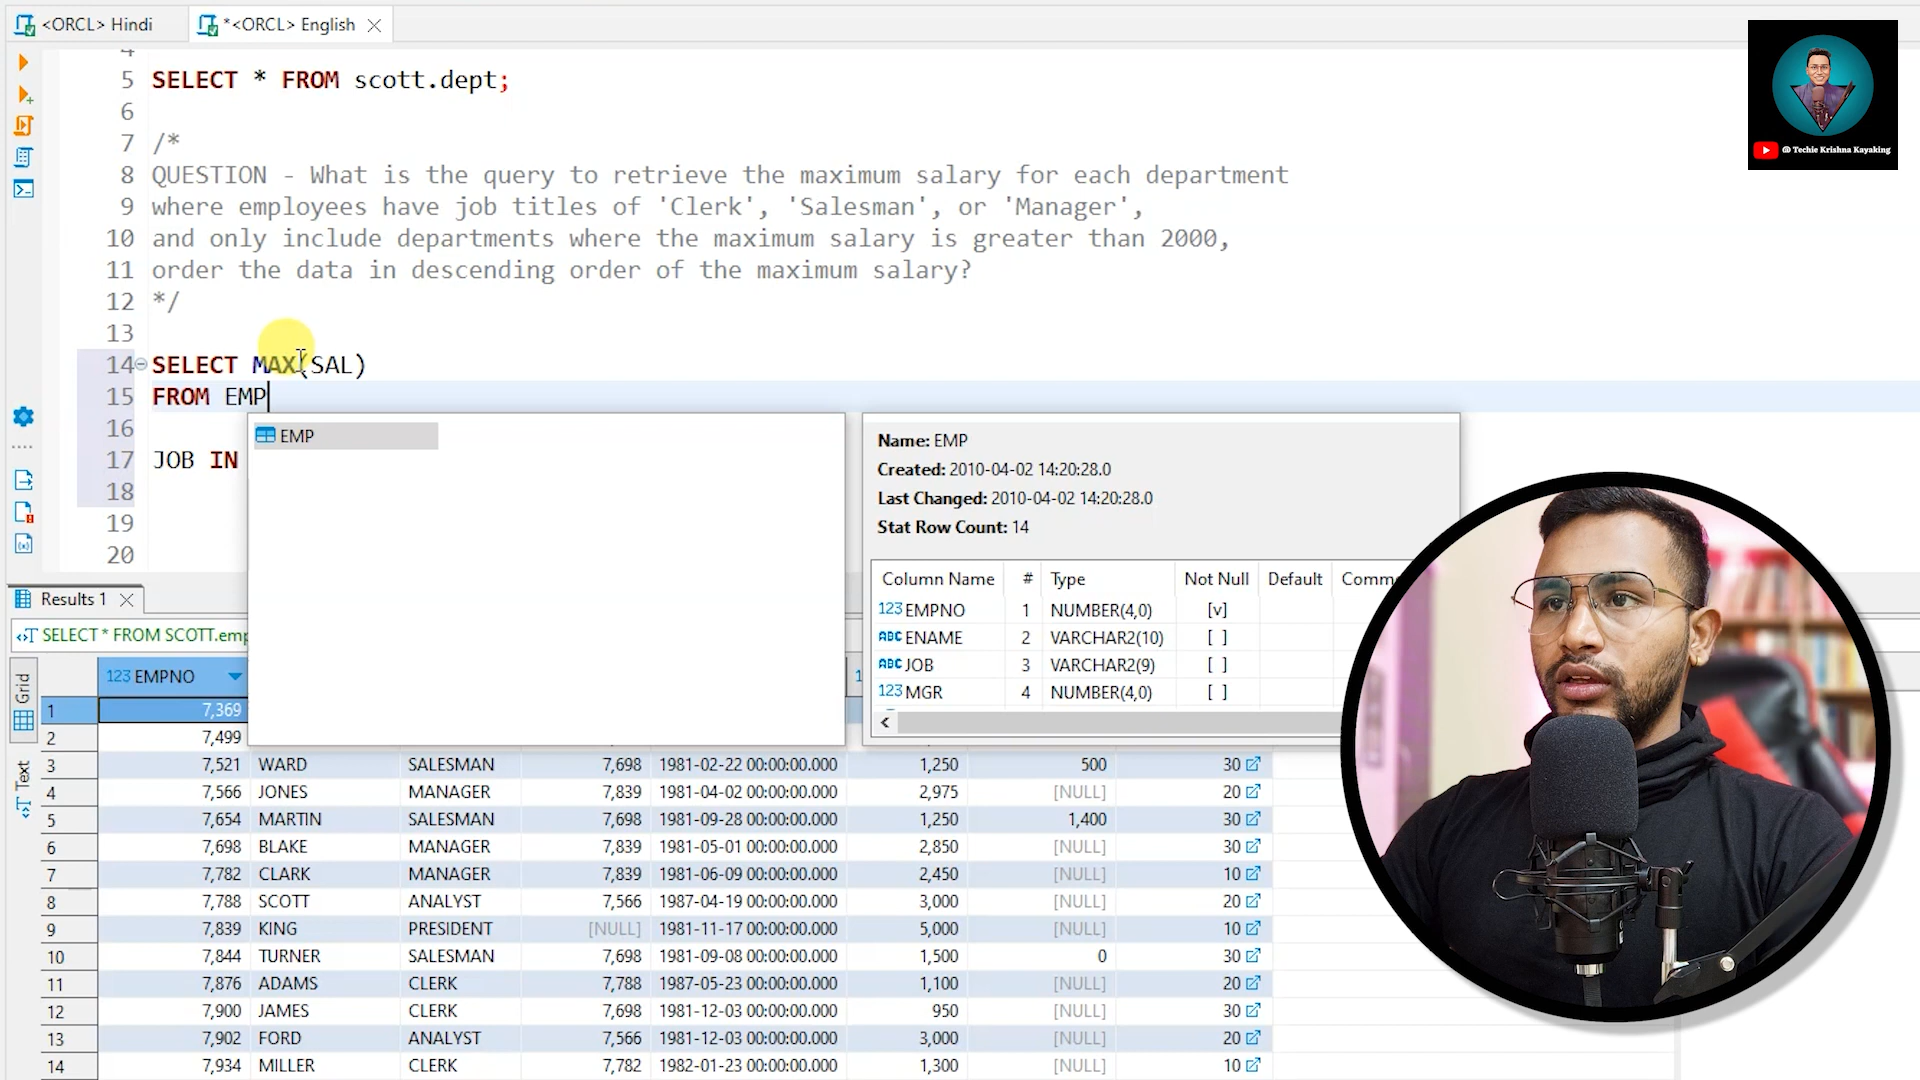 <ORCL> Hindi
*<ORCL> English
@ Techie Krishna Kayaking
4
5 SELECT * FROM scott.dept;
6
7 /*
8 QUESTION - What is the query to retrieve the maximum salary for each department
9 where employees have job titles of 'Clerk', 'Salesman', or 'Manager',
10 and only include departments where the maximum salary is greater than 2000,
11 order the data in descending order of the maximum salary?
12 */
13
14 SELECT MAX(SAL)
15 FROM EMP
16
17 JOB IN
18
19
20
EMP
Name: EMP
Created: 2010-04-02 14:20:28.0
Last Changed: 2010-04-02 14:20:28.0
Stat Row Count: 14
Column Name # Type Not Null Default Comme
123 EMPNO 1 NUMBER(4,0) [v]
ABC ENAME 2 VARCHAR2(10) [ ]
ABC JOB 3 VARCHAR2(9) [ ]
123 MGR 4 NUMBER(4,0) [ ]
Results 1
SELECT * FROM SCOTT.emp
Grid
Text
123 EMPNO
1 7,369
2 7,499
3 7,521 WARD SALESMAN 7,698 1981-02-22 00:00:00.000 1,250 500 30
4 7,566 JONES MANAGER 7,839 1981-04-02 00:00:00.000 2,975 [NULL] 20
5 7,654 MARTIN SALESMAN 7,698 1981-09-28 00:00:00.000 1,250 1,400 30
6 7,698 BLAKE MANAGER 7,839 1981-05-01 00:00:00.000 2,850 [NULL] 30
7 7,782 CLARK MANAGER 7,839 1981-06-09 00:00:00.000 2,450 [NULL] 10
8 7,788 SCOTT ANALYST 7,566 1987-04-19 00:00:00.000 3,000 [NULL] 20
9 7,839 KING PRESIDENT [NULL] 1981-11-17 00:00:00.000 5,000 [NULL] 10
10 7,844 TURNER SALESMAN 7,698 1981-09-08 00:00:00.000 1,500 0 30
11 7,876 ADAMS CLERK 7,788 1987-05-23 00:00:00.000 1,100 [NULL] 20
12 7,900 JAMES CLERK 7,698 1981-12-03 00:00:00.000 950 [NULL] 30
13 7,902 FORD ANALYST 7,566 1981-12-03 00:00:00.000 3,000 [NULL] 20
14 7,934 MILLER CLERK 7,782 1982-01-23 00:00:00.000 1,300 [NULL] 10